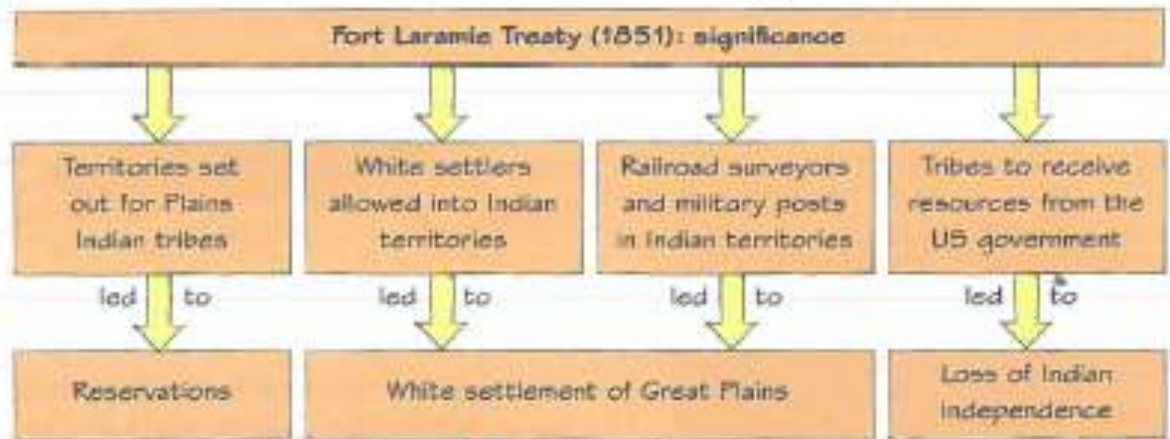 Fort Laramie Treaty (1851): significance
Territories set
out for Plains
Indian tribes
White settlers
allowed into Indian
territories
Railroad surveyors
and military posts
in Indian territories
Tribes to receive
resources from the
US government
led to
led to
led to
led to
Reservations
White settlement of Great Plains
Loss of Indian
independence